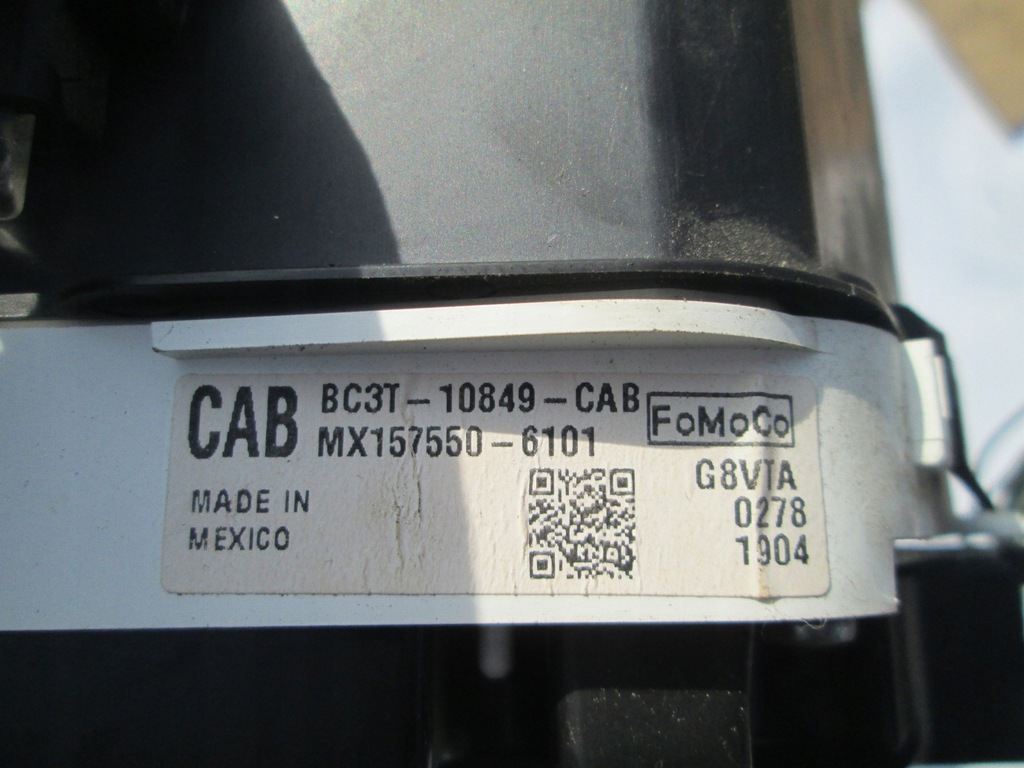 CAB BC3T-10849-CAB FoMoCo
MX157550-6101
G8VTA
MADE IN
0278
MEXICO
1904